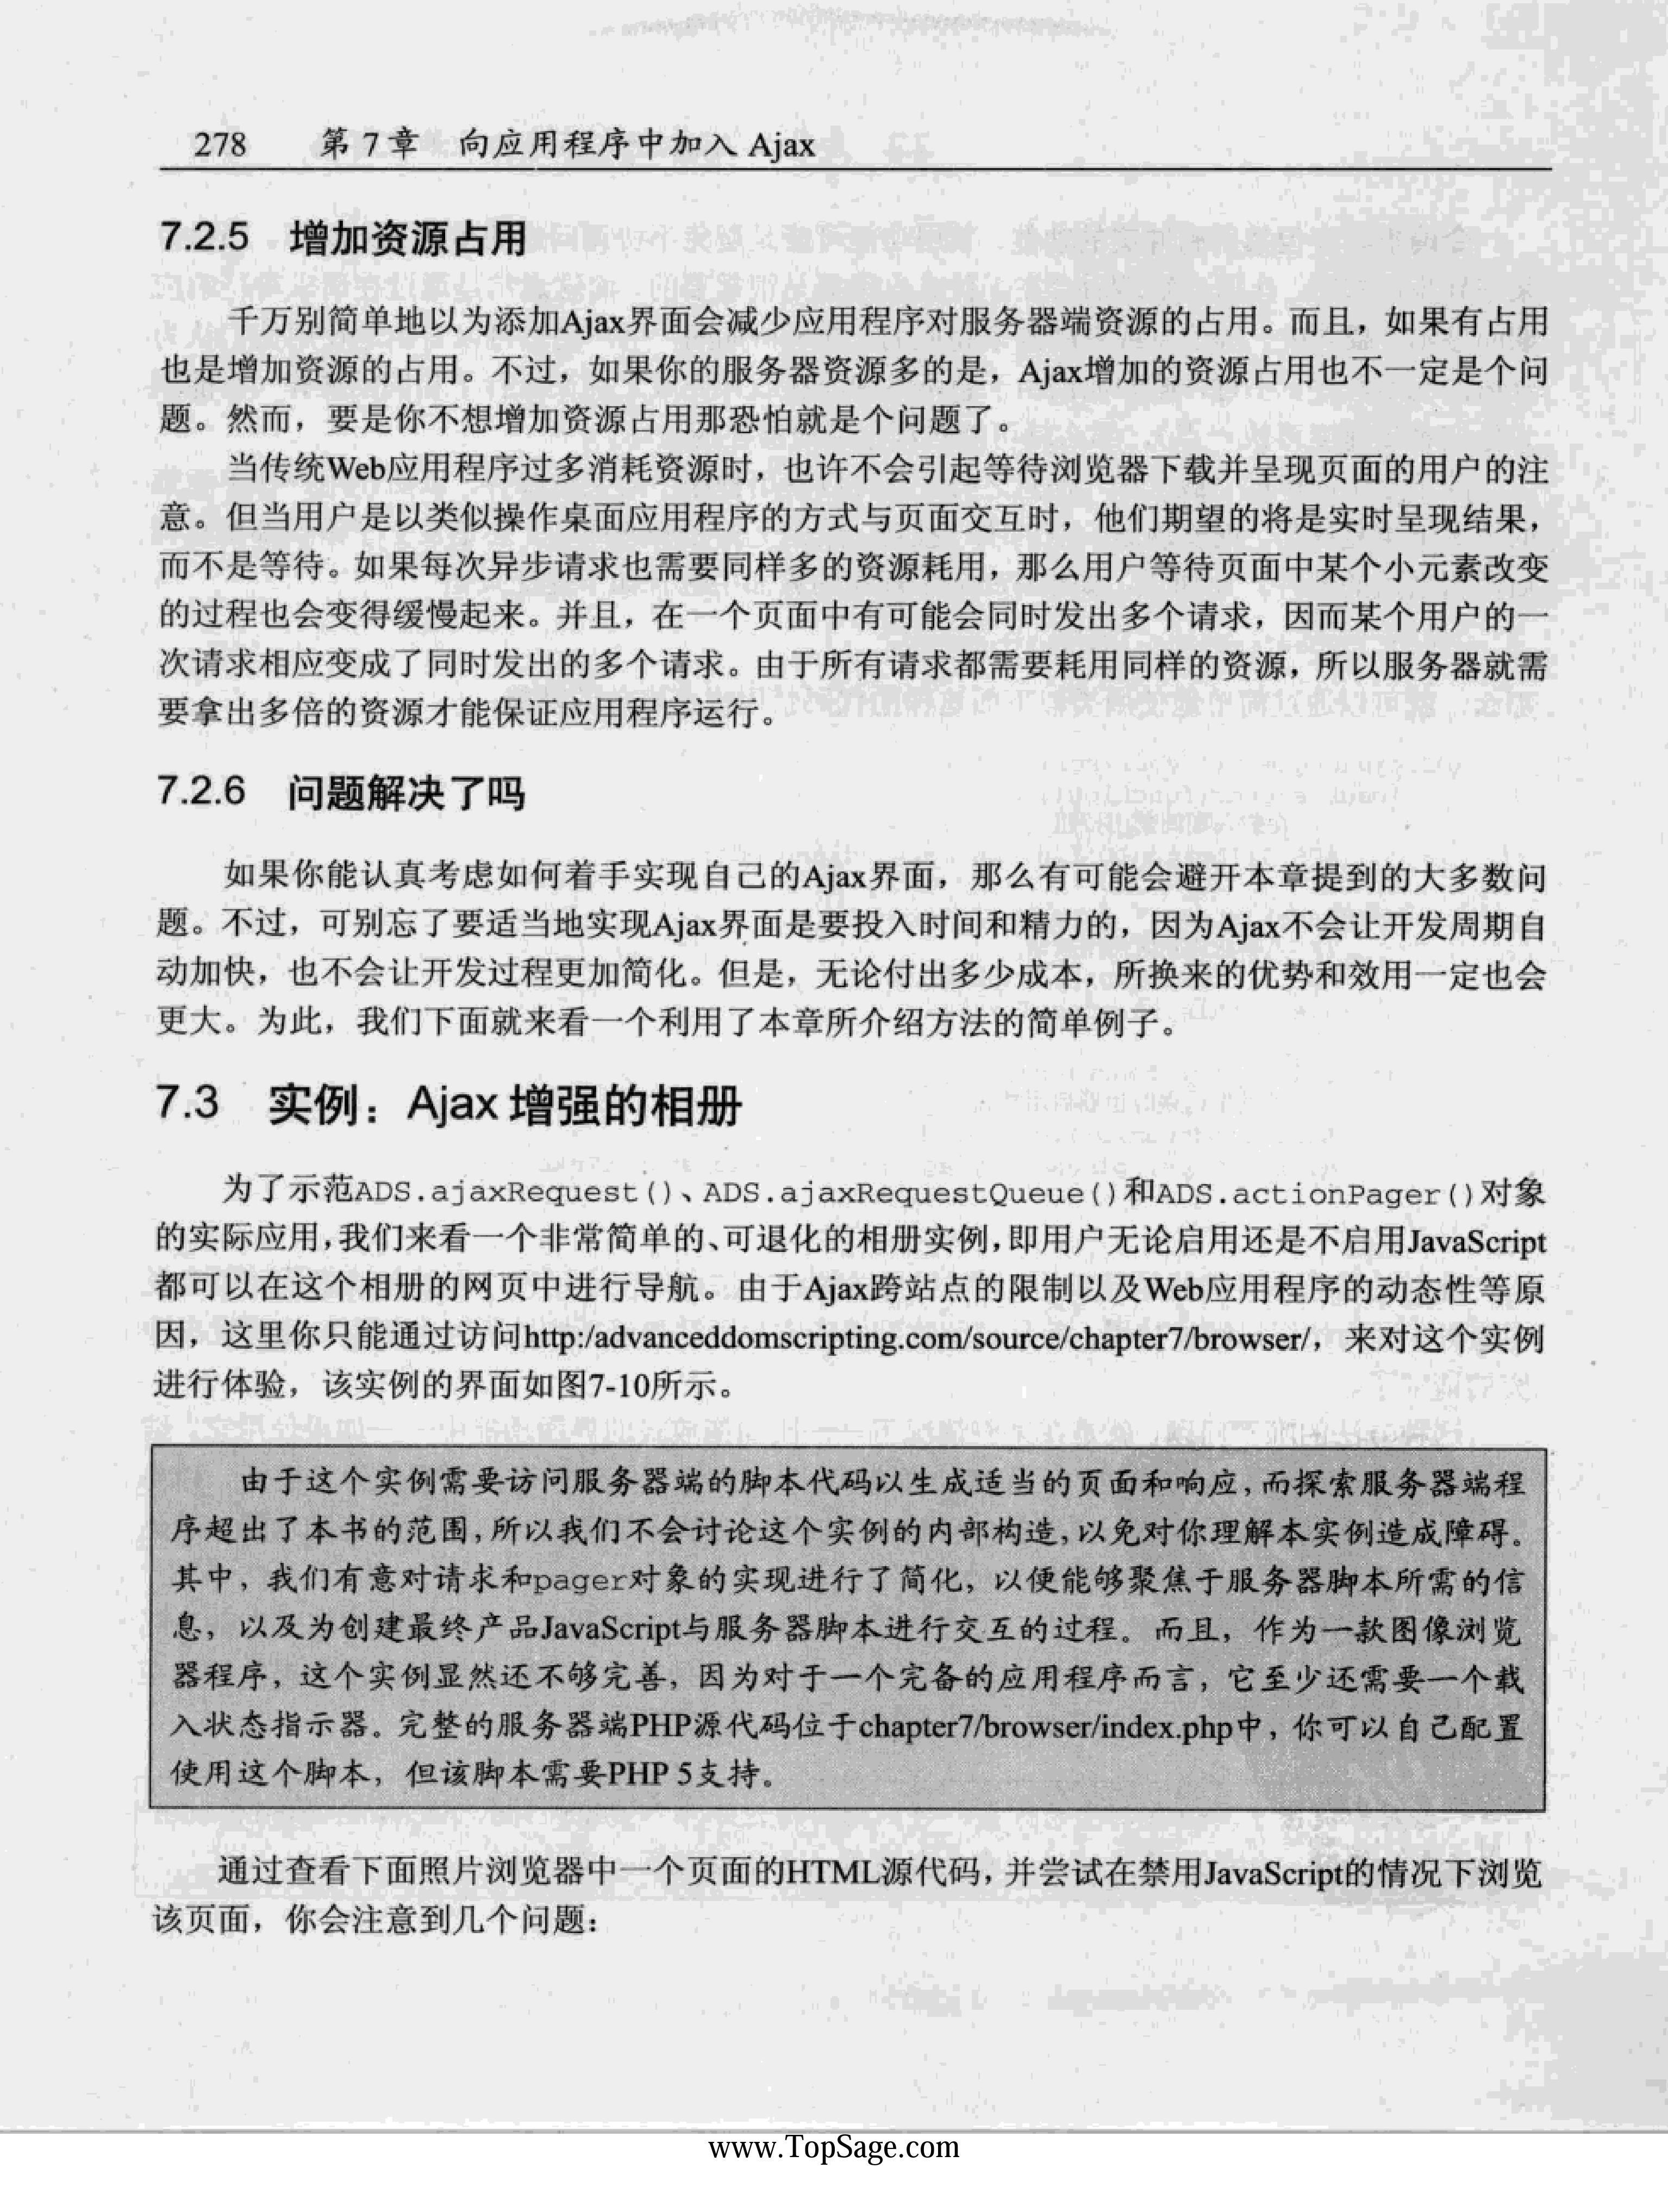 278 第 7 章 向应用程序中加入 Ajax
7.2.5 增加资源占用
千万别简单地以为添加Ajax界面会减少应用程序对服务器端资源的占用。而且，如果有占用
也是增加资源的占用。不过，如果你的服务器资源多的是，Ajax增加的资源占用也不一定是个问
题。然而，要是你不想增加资源占用那恐怕就是个问题了。
当传统Web应用程序过多消耗资源时，也许不会引起等待浏览器下载并呈现页面的用户的注
意。但当用户是以类似操作桌面应用程序的方式与页面交互时，他们期望的将是实时呈现结果，
而不是等待。如果每次异步请求也需要同样多的资源耗用，那么用户等待页面中某个小元素改变
的过程也会变得缓慢起来。并且，在一个页面中有可能会同时发出多个请求，因而某个用户的一
次请求相应变成了同时发出的多个请求。由于所有请求都需要耗用同样的资源，所以服务器就需
要拿出多倍的资源才能保证应用程序运行。
7.2.6 问题解决了吗
如果你能认真考虑如何着手实现自己的Ajax界面，那么有可能会避开本章提到的大多数问
题。不过，可别忘了要适当地实现Ajax界面是要投入时间和精力的，因为Ajax不会让开发周期自
动加快，也不会让开发过程更加简化。但是，无论付出多少成本，所换来的优势和效用一定也会
更大。为此，我们下面就来看一个利用了本章所介绍方法的简单例子。
7.3 实例：Ajax 增强的相册
为了示范ADS.ajaxRequest()、ADS.ajaxRequestQueue()和ADS.actionPager()对象
的实际应用，我们来看一个非常简单的、可退化的相册实例，即用户无论启用还是不启用JavaScript
都可以在这个相册的网页中进行导航。由于Ajax跨站点的限制以及Web应用程序的动态性等原
因，这里你只能通过访问http:/advanceddomscripting.com/source/chapter7/browser/，来对这个实例
进行体验，该实例的界面如图7-10所示。
由于这个实例需要访问服务器端的脚本代码以生成适当的页面和响应，而探索服务器端程
序超出了本书的范围，所以我们不会讨论这个实例的内部构造，以免对你理解本实例造成障碍。
其中，我们有意对请求和pager对象的实现进行了简化，以便能够聚焦于服务器脚本所需的信
息，以及为创建最终产品JavaScript与服务器脚本进行交互的过程。而且，作为一款图像浏览
器程序，这个实例显然还不够完善，因为对于一个完备的应用程序而言，它至少还需要一个载
入状态指示器。完整的服务器端PHP源代码位于chapter7/browser/index.php中，你可以自己配置
使用这个脚本，但该脚本需要PHP 5支持。
通过查看下面照片浏览器中一个页面的HTML源代码，并尝试在禁用JavaScript的情况下浏览
该页面，你会注意到几个问题：
www.TopSage.com